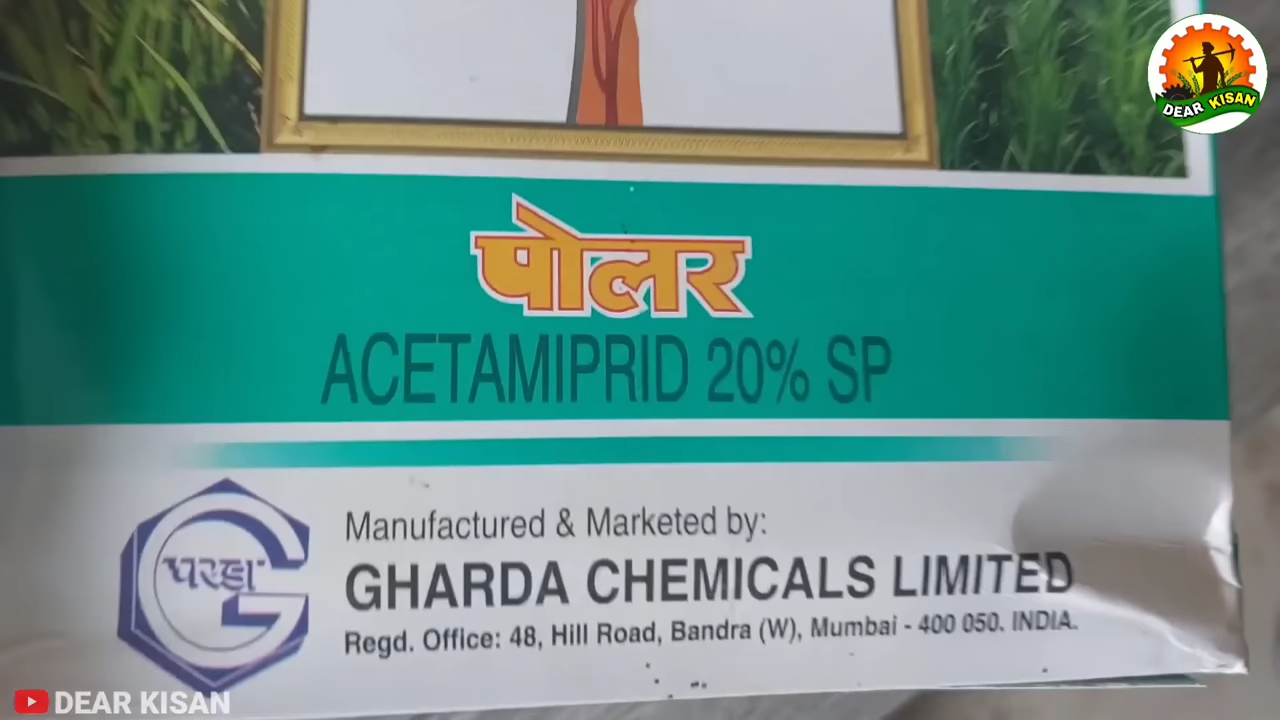 DEAR KISAN
पोलर
ACETAMIPRID 20% SP
घरडा
Manufactured & Marketed by:
GHARDA CHEMICALS LIMITED
Regd. Office: 48, Hill Road, Bandra (W), Mumbai - 400 050. INDIA.
DEAR KISAN